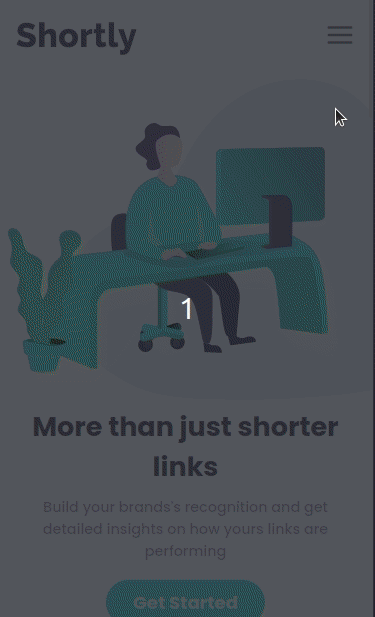 Shortly
1
More than just shorter
links
Build your brands's recognition and get
detailed insights on how yours links are
performing
Get Started